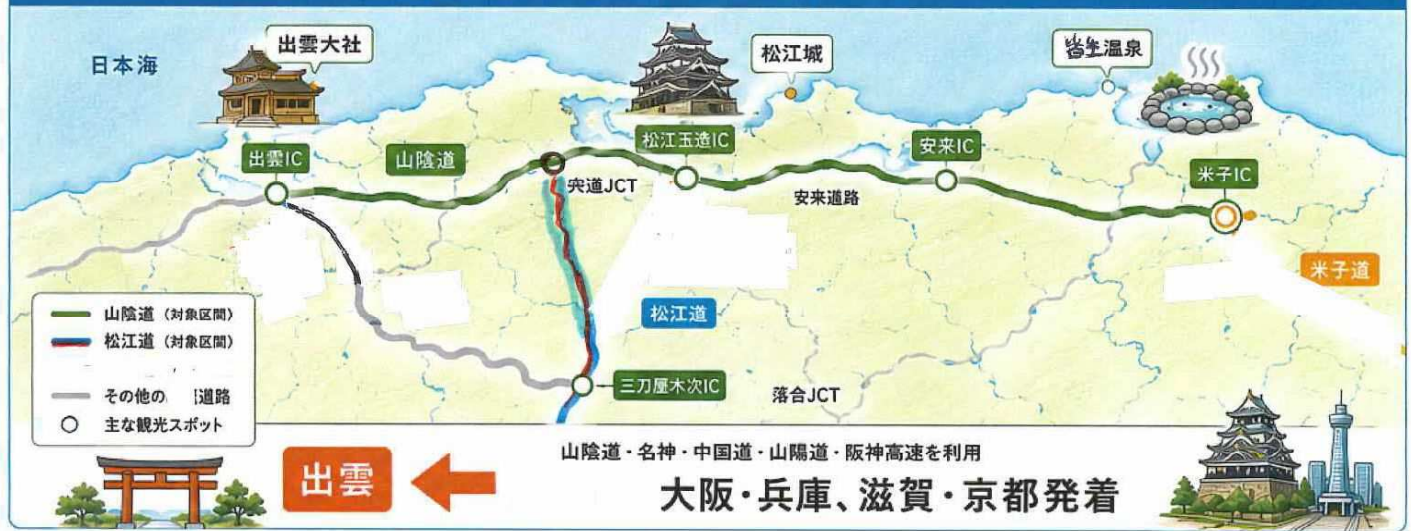 日本海
出雲大社
松江城
皆生温泉
出雲IC
山陰道
宍道JCT
松江玉造IC
安来道路
安来IC
米子IC
米子道
松江道
三刀屋木次IC
落合JCT
山陰道（対象区間）
松江道（対象区間）
その他の 道路
主な観光スポット
山陰道・名神・中国道・山陽道・阪神高速を利用
出雲
大阪・兵庫、滋賀・京都発着